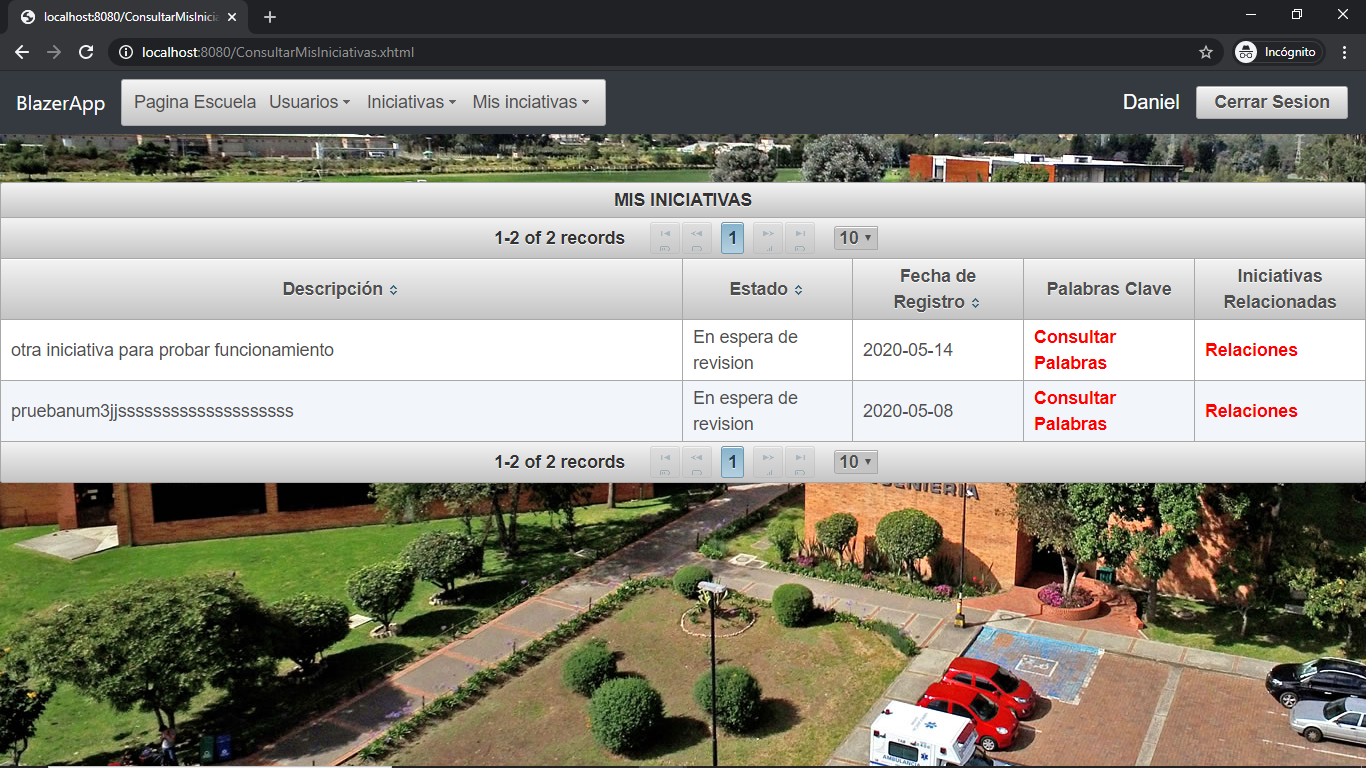 localhost:8080/ConsultarMisInicia
localhost:8080/ConsultarMisIniciativas.xhtml
Incógnito
BlazerApp
Pagina Escuela Usuarios Iniciativas Mis inciativas
Daniel
Cerrar Sesion
MIS INICIATIVAS
1-2 of 2 records 1 10
Descripción
Estado
Fecha de
Registro
Palabras Clave
Iniciativas
Relacionadas
otra iniciativa para probar funcionamiento
En espera de
revision
2020-05-14
Consultar
Palabras
Relaciones
pruebanum3jjssssssssssssssssssss
En espera de
revision
2020-05-08
Consultar
Palabras
Relaciones
1-2 of 2 records 1 10
AMBULANCIA